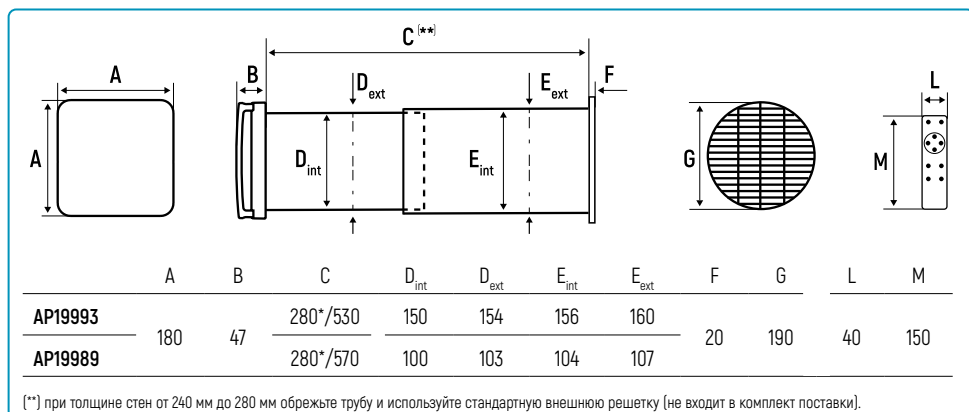 C (**)
A
B
D ext
E ext
F
L
A
D int
E int
G
M
A B C D int D ext E int E ext F G L M
AP19993 180 47 280*/530 150 154 156 160 20 190 40 150
AP19989 280*/570 100 103 104 107
(**) при толщине стен от 240 мм до 280 мм обрежьте трубу и используйте стандартную внешнюю решетку (не входит в комплект поставки).